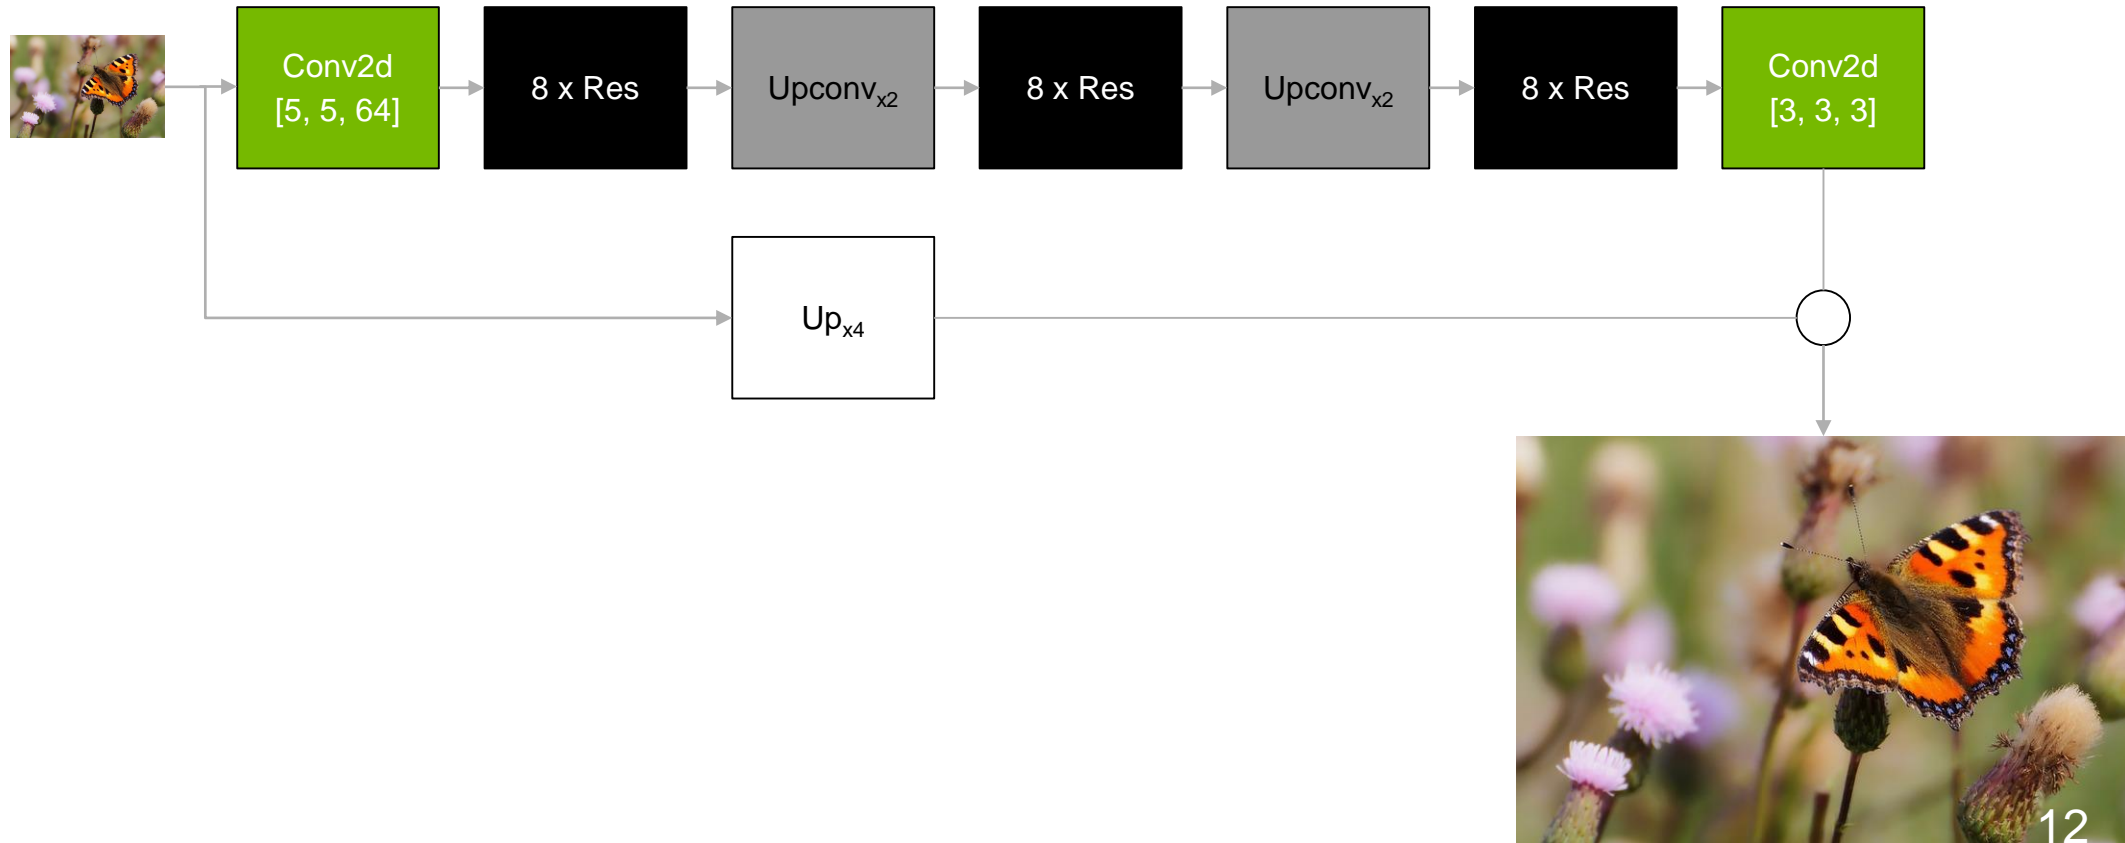 Conv2d
[5, 5, 64]
8 x Res
Upconvx2
8 x Res
Upconvx2
8 x Res
Conv2d
[3, 3, 3]
Upx4
12